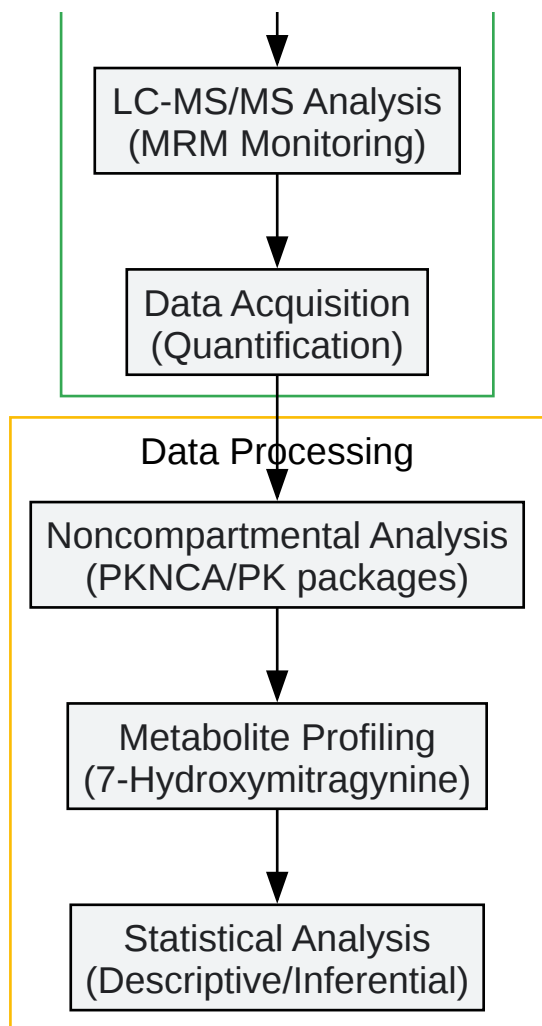 LC-MS/MS Analysis
(MRM Monitoring)
Data Acquisition
(Quantification)
Data Processing
Noncompartmental Analysis
(PKNCA/PK packages)
Metabolite Profiling
(7-Hydroxymitragynine)
Statistical Analysis
(Descriptive/Inferential)